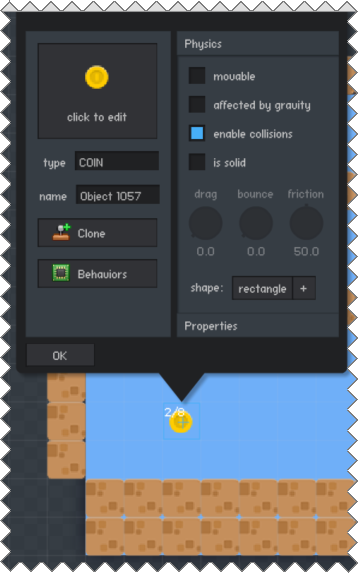 Physics
click to edit
type COIN
name Object 1057
Clone
Behaviors
movable
affected by gravity
enable collisions
is solid
drag bounce friction
0.0 0.0 50.0
shape: rectangle +
Properties
OK
2/8